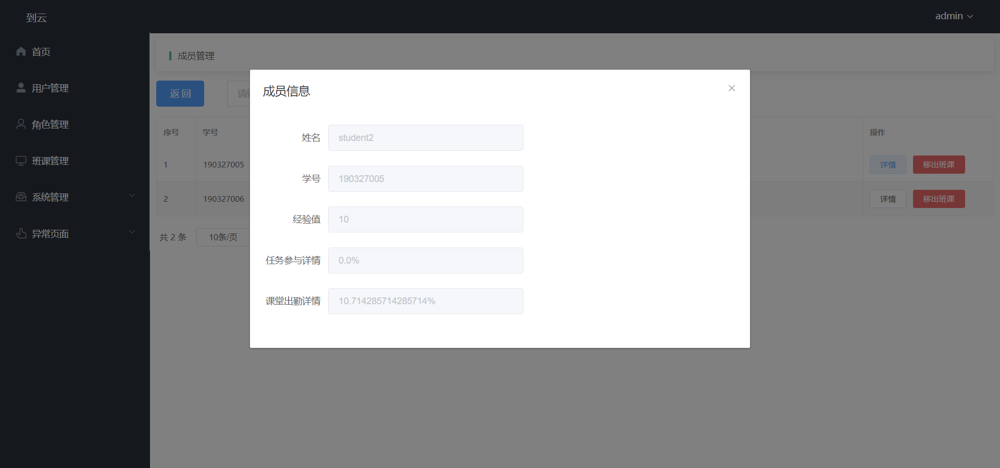 到云
admin
首页
用户管理
角色管理
班课管理
系统管理
异常页面
成员管理
返 回
序号 学号 操作
1 190327005 详情 移出班课
2 190327006 详情 移出班课
共 2 条 10条/页
成员信息
姓名 student2
学号 190327005
经验值 10
任务参与详情 0.0%
课堂出勤详情 10.714285714285714%